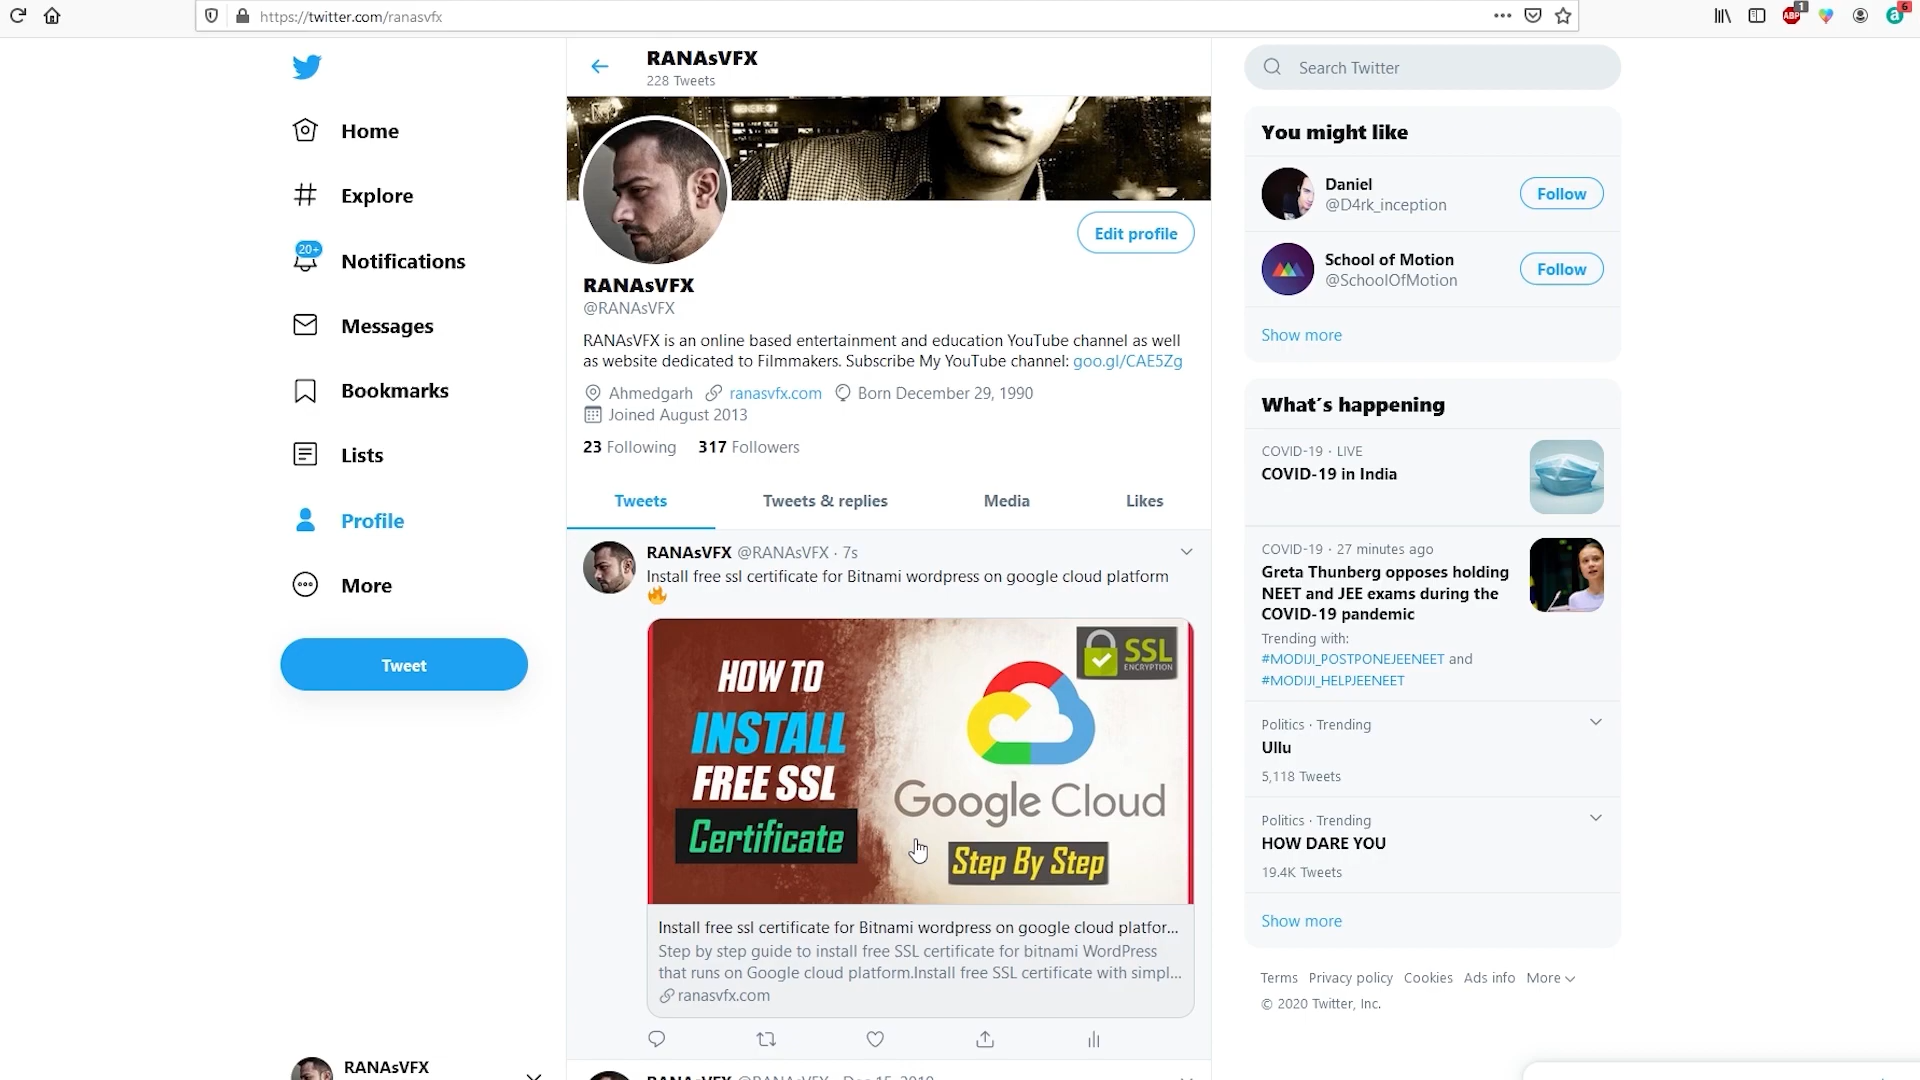 https://twitter.com/ranasvfx
ABP
1
a
6
Home
Explore
20+
Notifications
Messages
Bookmarks
Lists
Profile
More
Tweet
RANAsVFX
RANAsVFX
228 Tweets
Edit profile
RANAsVFX
@RANAsVFX
RANAsVFX is an online based entertainment and education YouTube channel as well
as website dedicated to Filmmakers. Subscribe My YouTube channel: goo.gl/CAE5Zg
Ahmedgarh ranasvfx.com Born December 29, 1990
Joined August 2013
23 Following 317 Followers
Tweets Tweets & replies Media Likes
RANAsVFX @RANAsVFX · 7s
Install free ssl certificate for Bitnami wordpress on google cloud platform
🔥
SSL
ENCRYPTION
HOW TO
INSTALL
FREE SSL
Certificate
Google Cloud
Step By Step
Install free ssl certificate for Bitnami wordpress on google cloud platfor...
Step by step guide to install free SSL certificate for bitnami WordPress
that runs on Google cloud platform.Install free SSL certificate with simpl...
ranasvfx.com
RANAsVFX @RANAsVFX · Dec 15, 2019
Search Twitter
You might like
Daniel
@D4rk_inception
Follow
School of Motion
@SchoolOfMotion
Follow
Show more
What's happening
COVID-19 · LIVE
COVID-19 in India
COVID-19 · 27 minutes ago
Greta Thunberg opposes holding
NEET and JEE exams during the
COVID-19 pandemic
Trending with:
#MODIJI_POSTPONEJEENEET and
#MODIJI_HELPJEENEET
Politics · Trending
Ullu
5,118 Tweets
Politics · Trending
HOW DARE YOU
19.4K Tweets
Show more
Terms Privacy policy Cookies Ads info More
© 2020 Twitter, Inc.